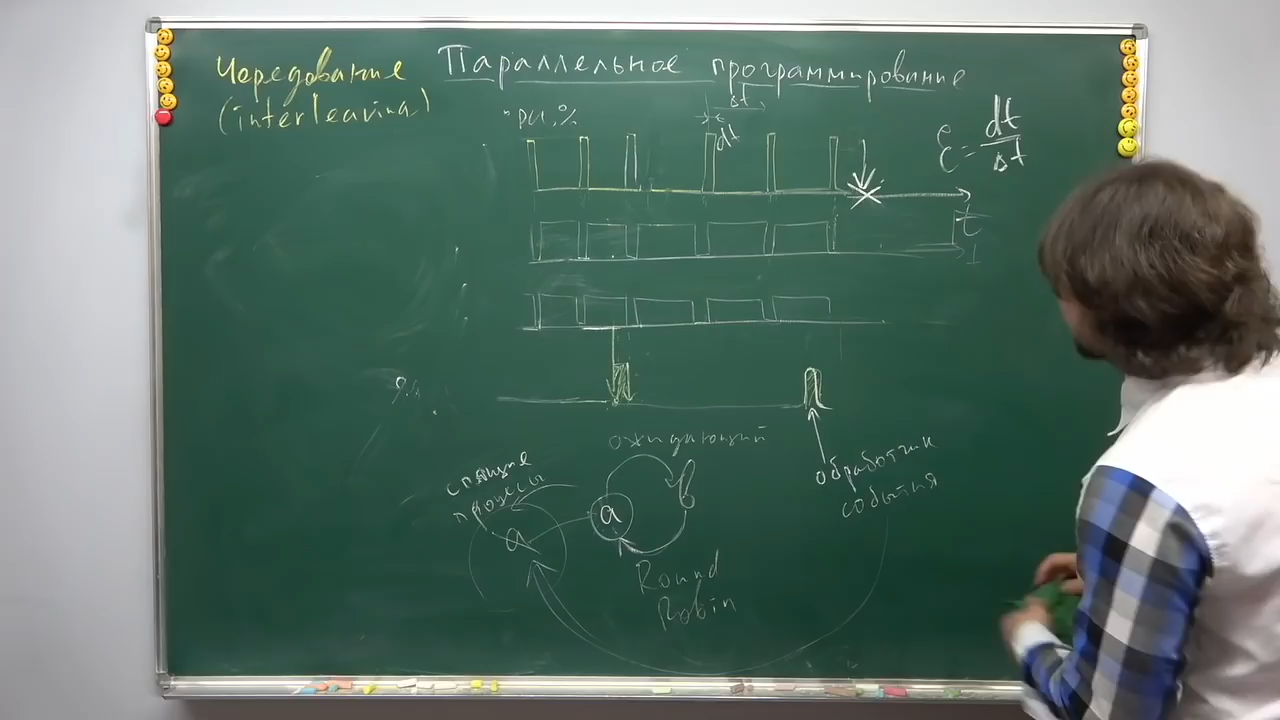 Чередование
(interleaving)
Параллельное программирование
Δt
dt
ε = dt/Δt
t
ожидающий
спящие
процессы
a
a
b
Round
Robin
обработчик
события